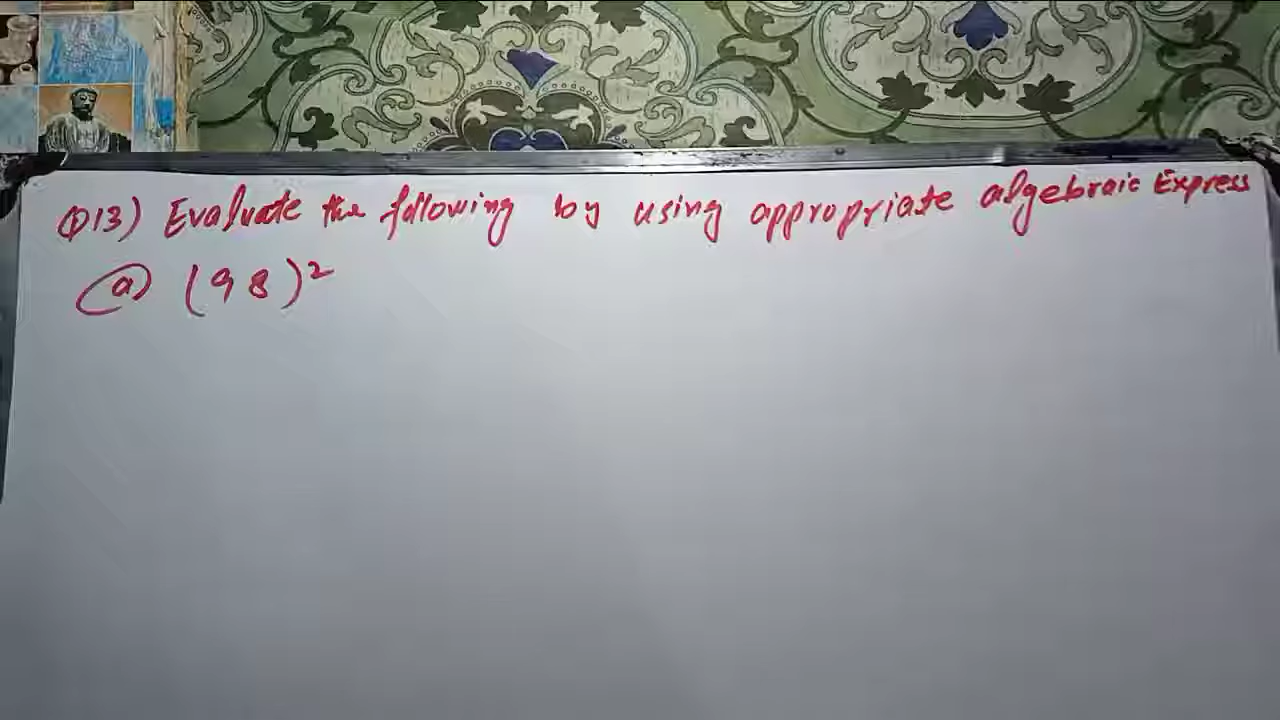 Q13) Evaluate the following by using appropriate algebraic Express
(a) (98)²